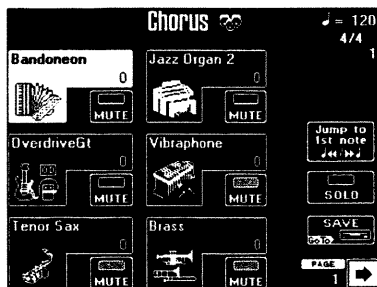 Chorus
♩ = 120
4/4
1
Bandoneon
0
MUTE
Jazz Organ 2
0
MUTE
OverdriveGt
0
MUTE
Vibraphone
0
MUTE
Jump to
1st note
SOLO
Tenor Sax
0
MUTE
Brass
0
MUTE
SAVE
GoTo
PAGE
1